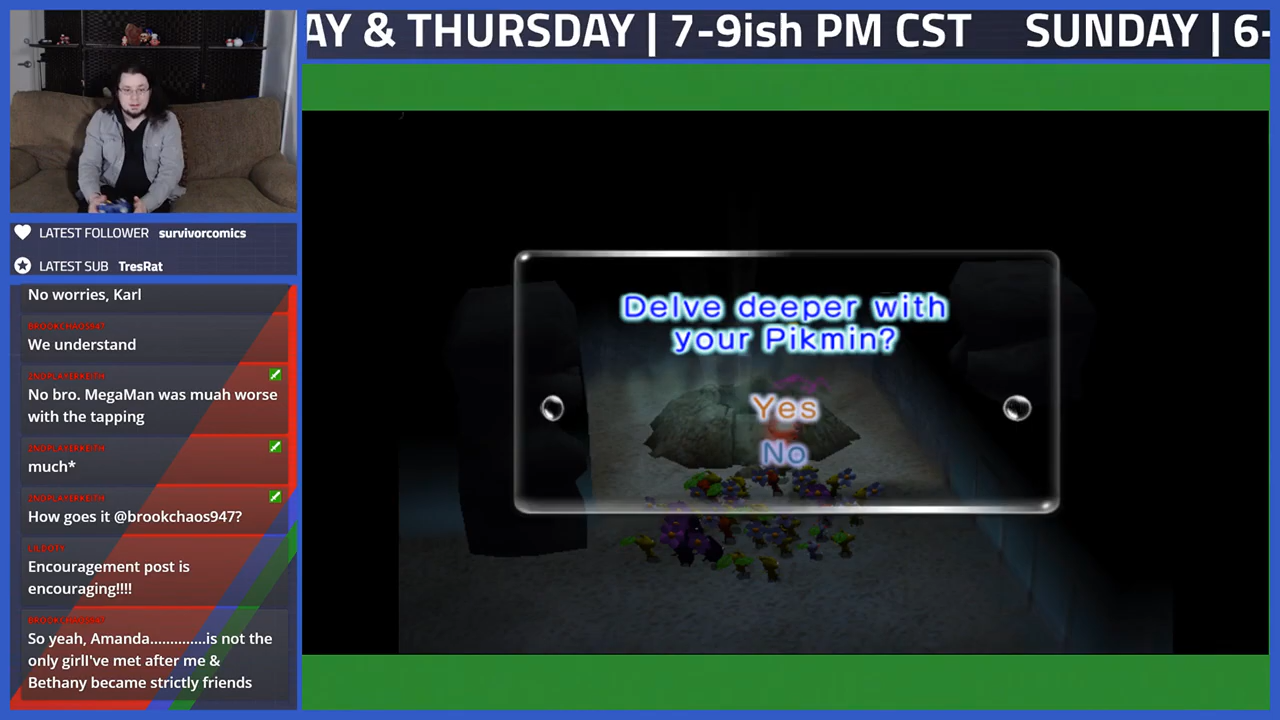 AY & THURSDAY | 7-9ish PM CST SUNDAY | 6-
LATEST FOLLOWER survivorcomics
LATEST SUB TresRat
No worries, Karl
BROOKCHAOS947
We understand
2NDPLAYERKEITH
No bro. MegaMan was muah worse
with the tapping
2NDPLAYERKEITH
much*
2NDPLAYERKEITH
How goes it @brookchaos947?
Encouragement post is
encouraging!!!!
BROOKCHAOS947
So yeah, Amanda..............is not the
only girlI've met after me &
Bethany became strictly friends
Delve deeper with
your Pikmin?
Yes
No